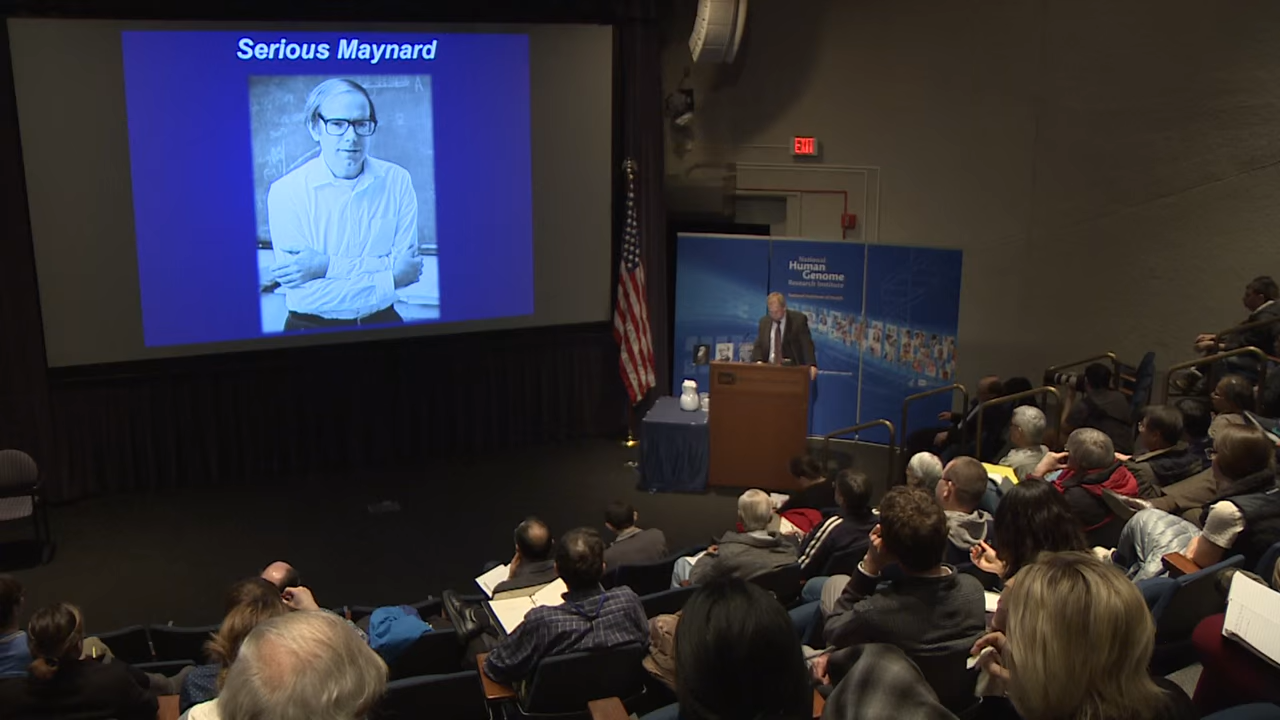 Serious Maynard
EXIT
National
Human
Genome
Research Institute